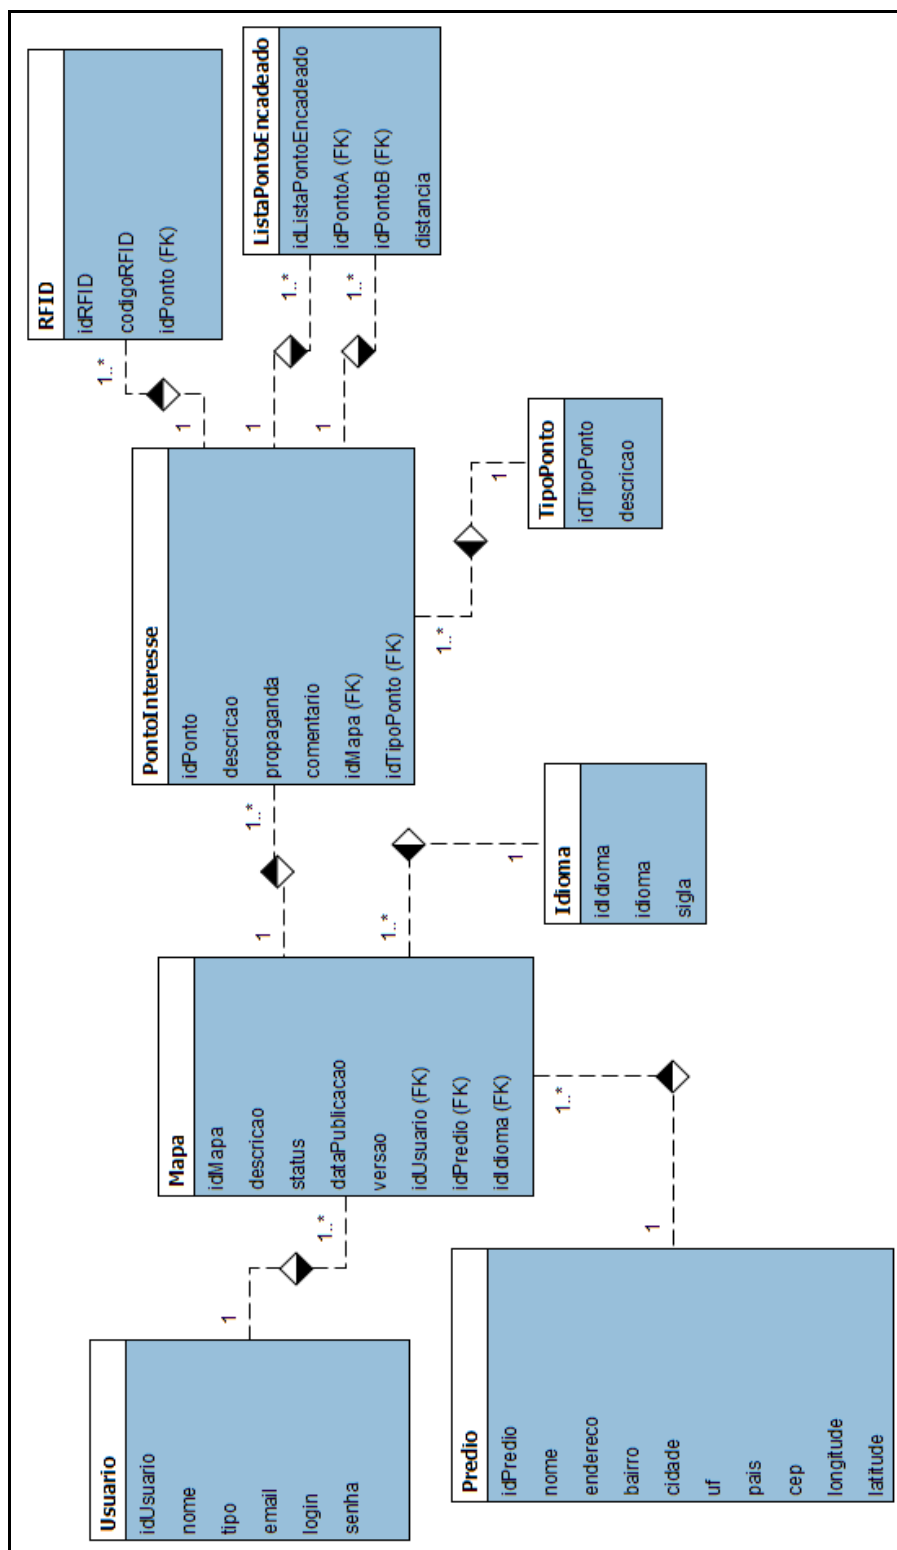 Usuario
idUsuario
nome
tipo
email
login
senha
1
1..*
Mapa
idMapa
descricao
status
dataPublicacao
versao
idUsuario (FK)
idPredio (FK)
idIdioma (FK)
1
1..*
PontoInteresse
idPonto
descricao
propaganda
comentario
idMapa (FK)
idTipoPonto (FK)
1
1..*
RFID
idRFID
codigoRFID
idPonto (FK)
1
1..*
1
1..*
ListaPontoEncadeado
idListaPontoEncadeado
idPontoA (FK)
idPontoB (FK)
distancia
1..*
1
TipoPonto
idTipoPonto
descricao
1..*
1
Idioma
idIdioma
idioma
sigla
1..*
1
Predio
idPredio
nome
endereco
bairro
cidade
uf
pais
cep
longitude
latitude